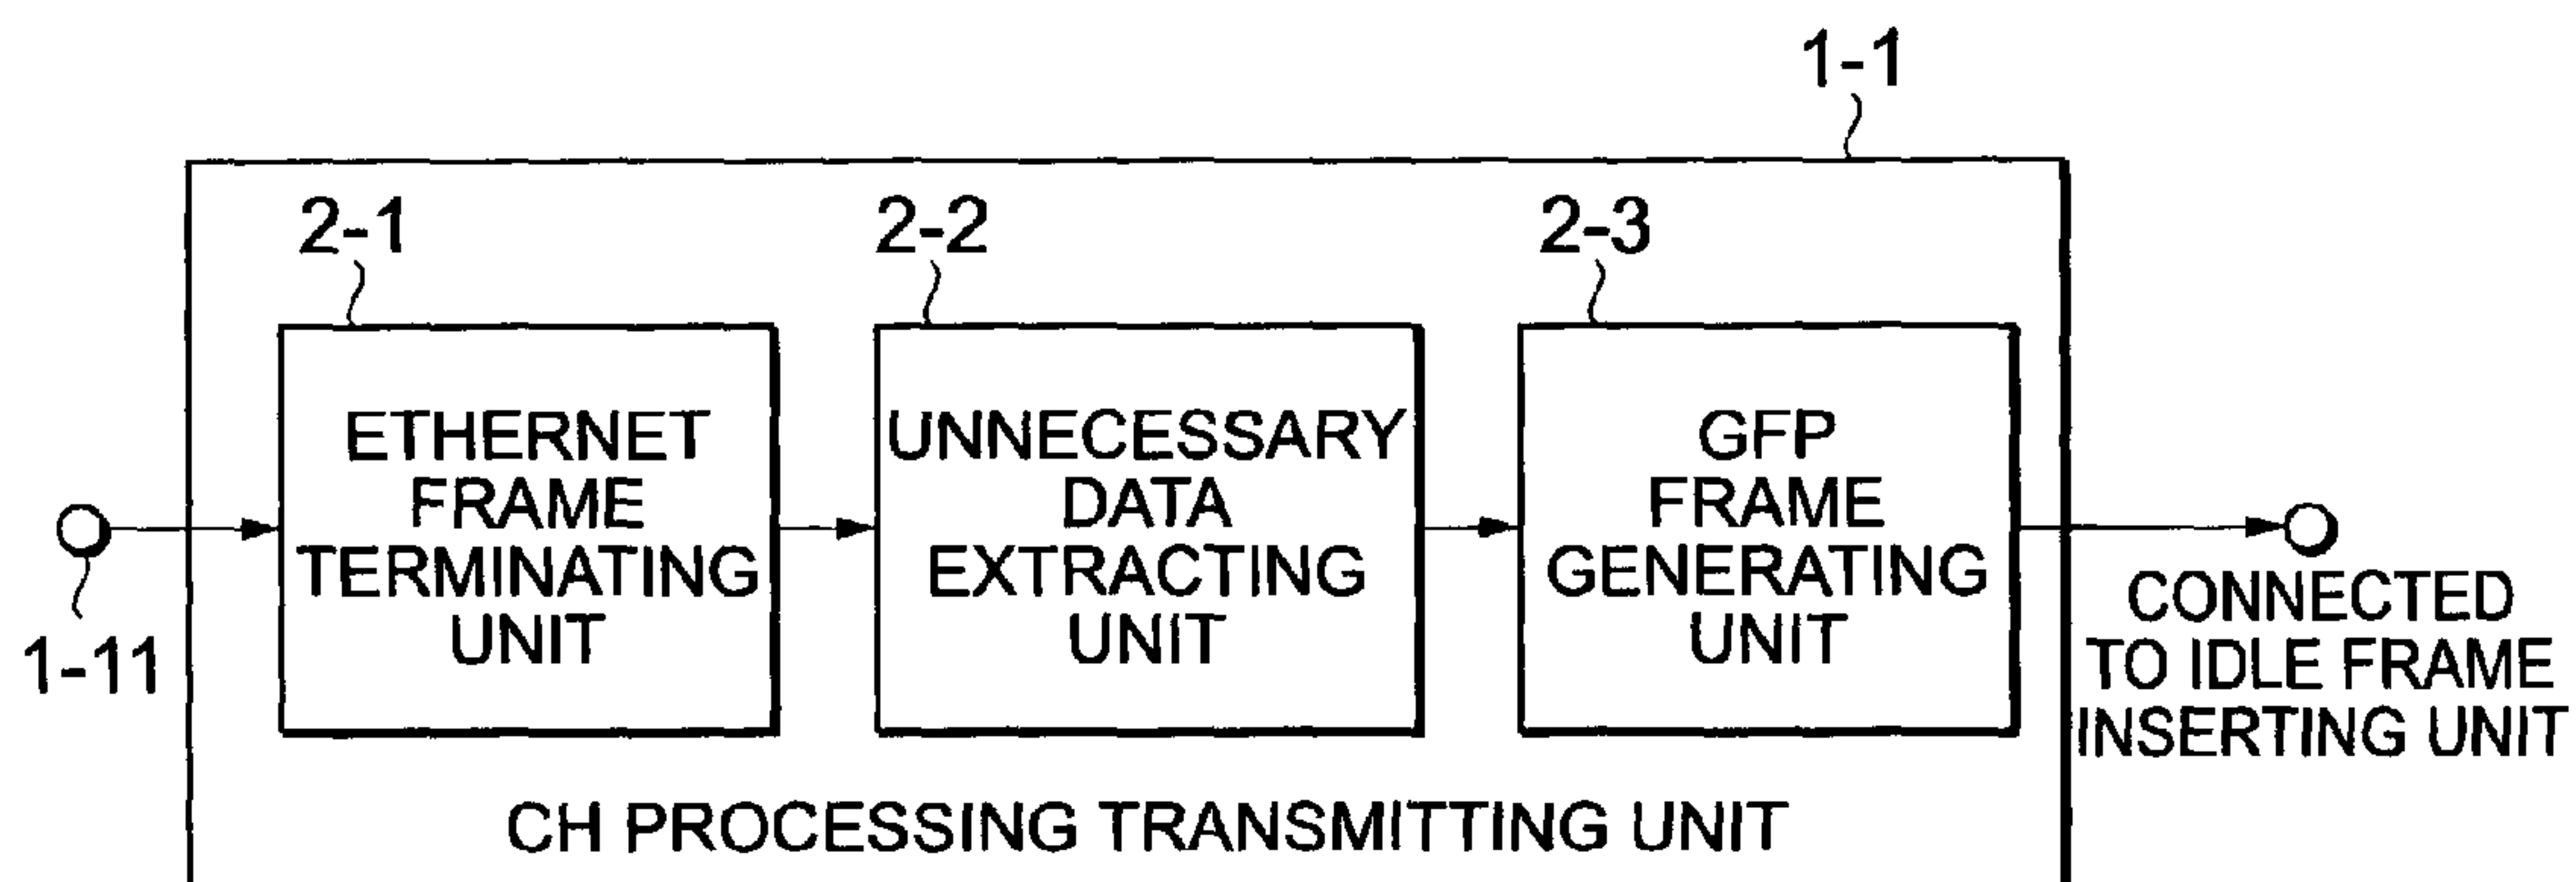 1-1
2-1
2-2
2-3
ETHERNET
FRAME
TERMINATING
UNIT
UNNECESSARY
DATA
EXTRACTING
UNIT
GFP
FRAME
GENERATING
UNIT
1-11
CONNECTED
TO IDLE FRAME
INSERTING UNIT
CH PROCESSING TRANSMITTING UNIT